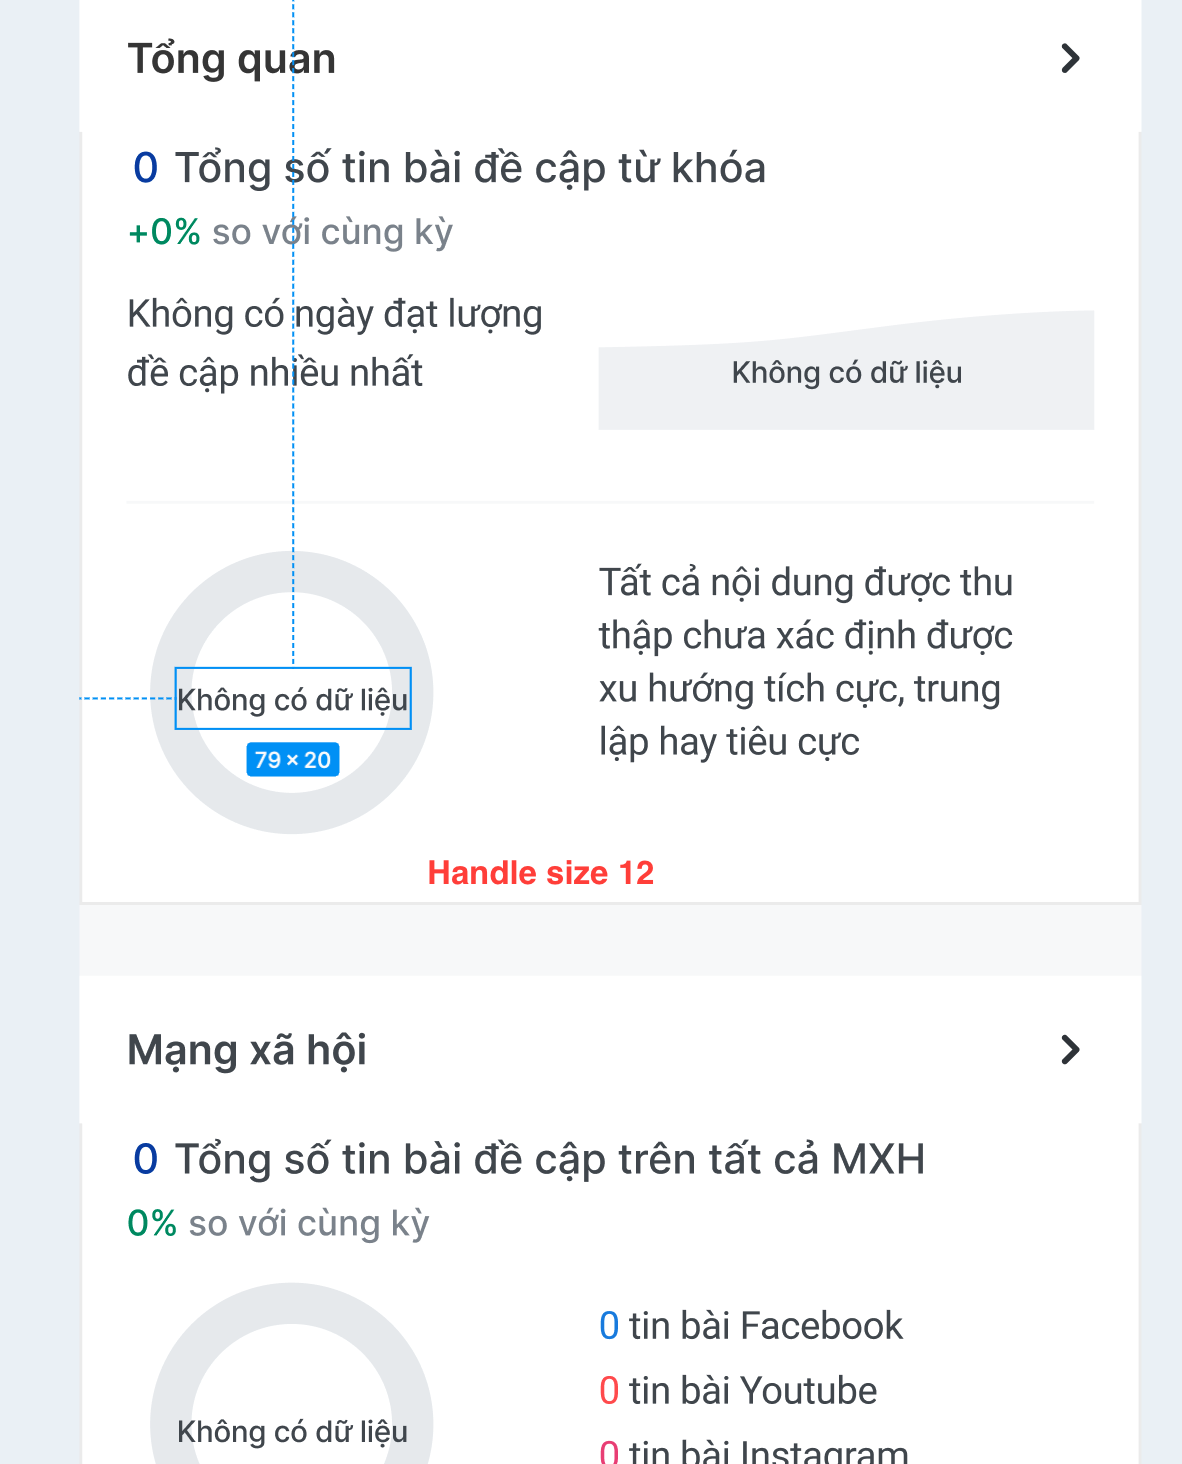 Tổng quan
0 Tổng số tin bài đề cập từ khóa
+0% so với cùng kỳ
Không có ngày đạt lượng
đề cập nhiều nhất
Không có dữ liệu
Tất cả nội dung được thu
thập chưa xác định được
xu hướng tích cực, trung
lập hay tiêu cực
Không có dữ liệu
79 × 20
Handle size 12
Mạng xã hội
0 Tổng số tin bài đề cập trên tất cả MXH
0% so với cùng kỳ
0 tin bài Facebook
0 tin bài Youtube
Không có dữ liệu
0 tin bài Instagram